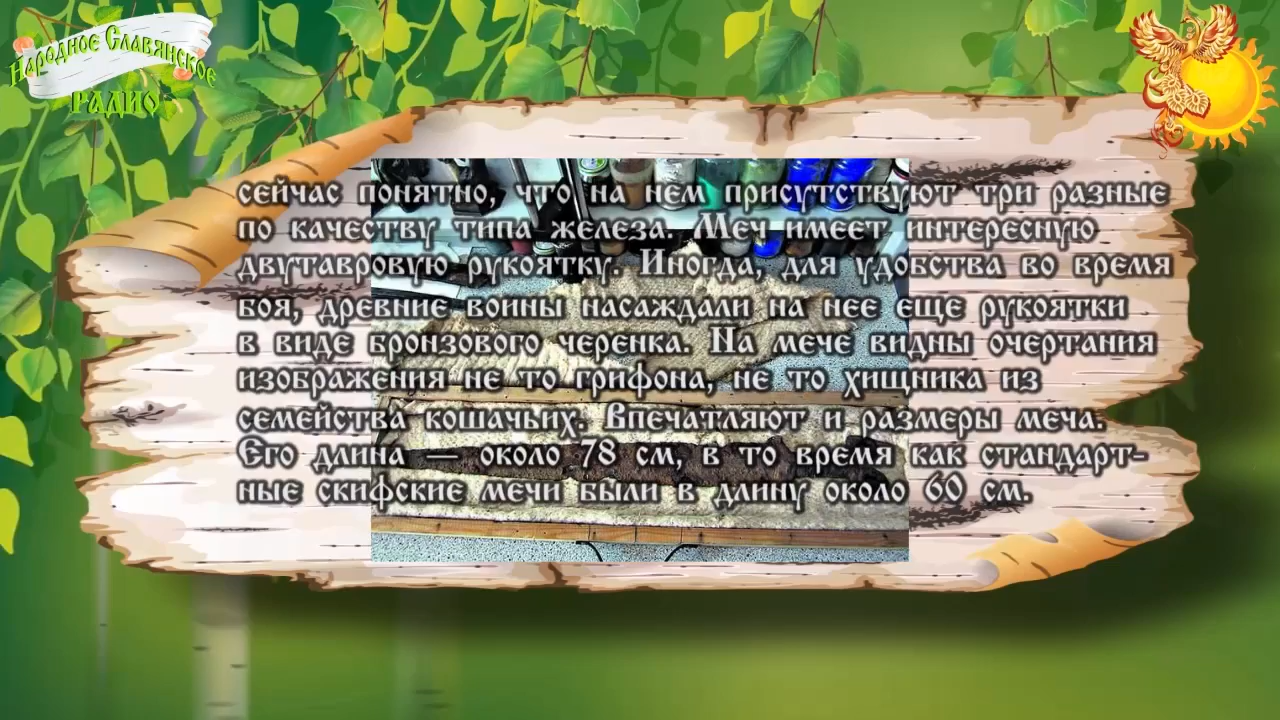 Народное Славянское
РАДИО
сейчас понятно, что на нем присутствуют три разные
по качеству типа железа. Меч имеет интересную
двутавровую рукоятку. Иногда, для удобства во время
боя, древние воины насаждали на нее еще рукоятки
в виде бронзового черенка. На мече видны очертания
изображения не то грифона, не то хищника из
семейства кошачьих. Впечатляют и размеры меча.
Его длина — около 78 см, в то время как стандарт-
ные скифские мечи были в длину около 60 см.